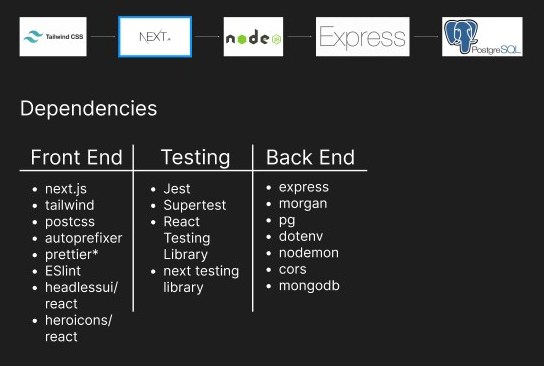 Tailwind CSS
NEXT.js
node JS
Express
PostgreSQL
Dependencies
Front End
next.js
tailwind
postcss
autoprefixer
prettier*
ESlint
headlessui/
react
heroicons/
react
Testing
Jest
Supertest
React
Testing
Library
next testing
library
Back End
express
morgan
pg
dotenv
nodemon
cors
mongodb